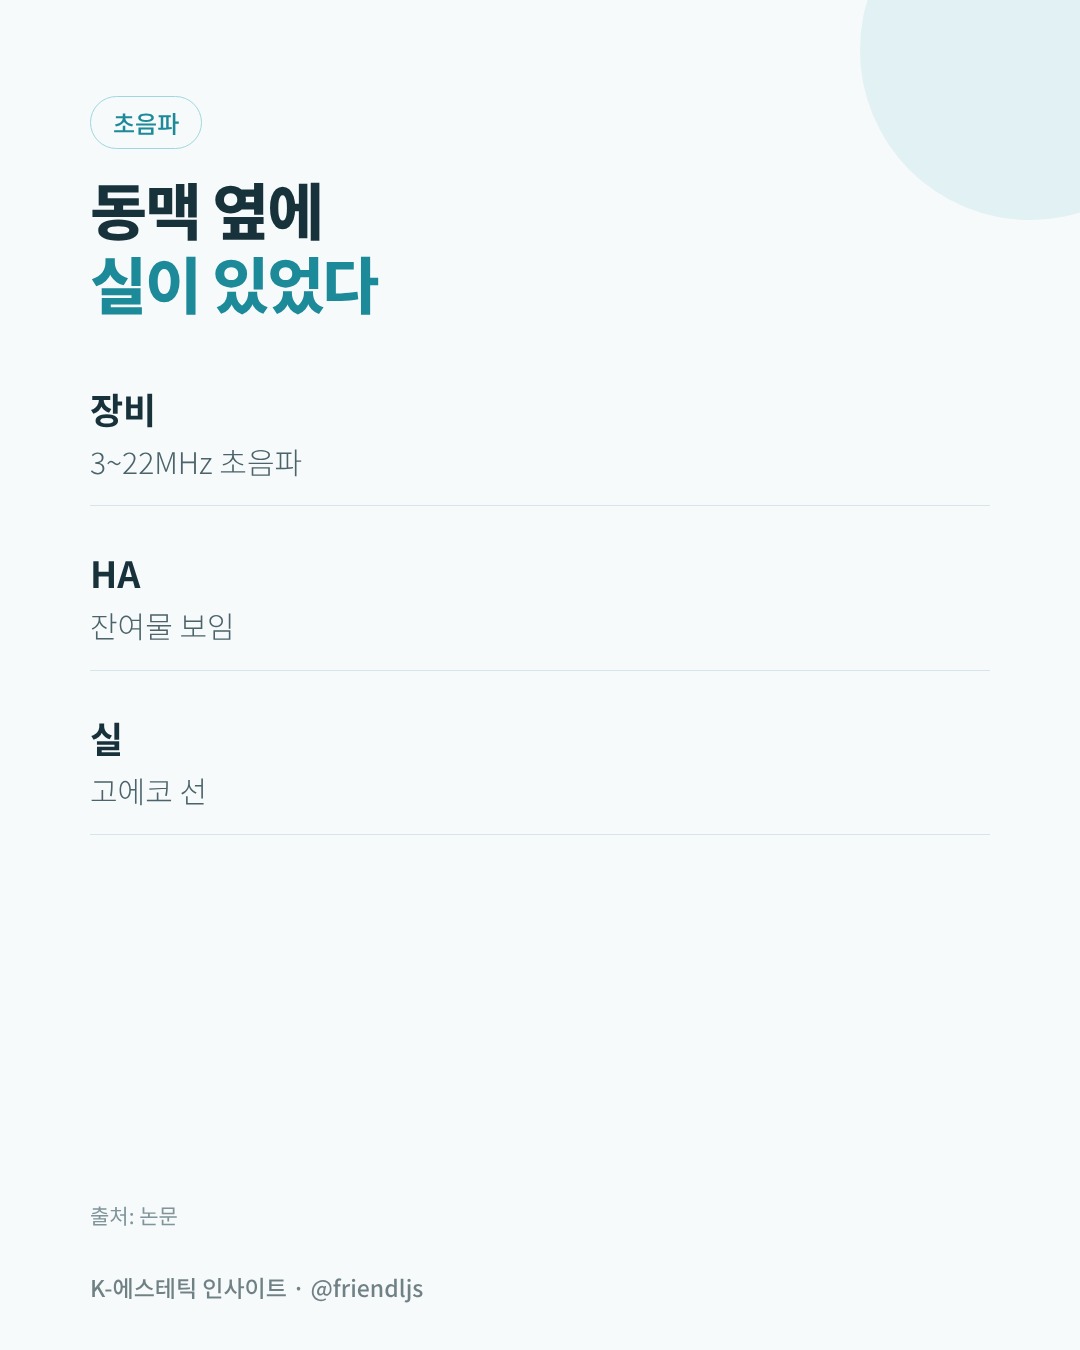 초음파
동맥 옆에
실이 있었다
장비
3~22MHz 초음파
HA
잔여물 보임
실
고에코 선
출처: 논문
K-에스테틱 인사이트 · @friendljs